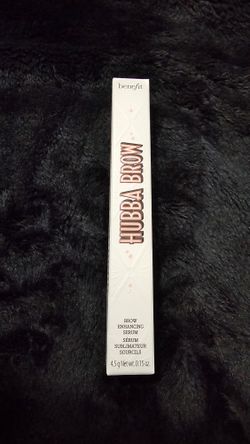 benefit
HUBBA BROW
BROW
ENHANCING
SERUM
SÉRUM
SUBLIMATEUR
SOURCILS
4.5 g Net wt. 0.15 oz.